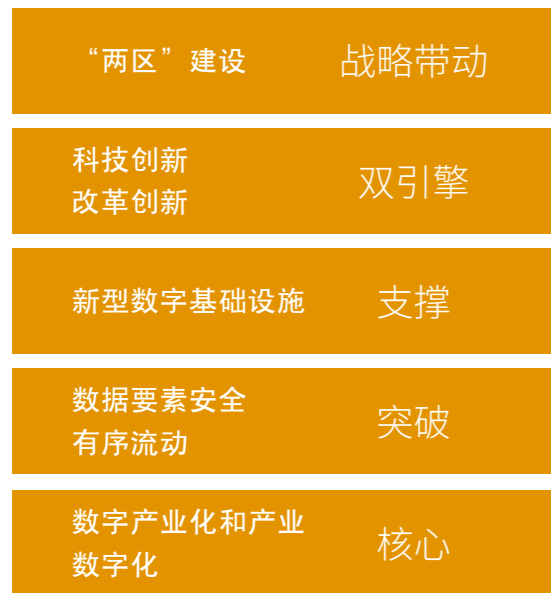 “两区”建设 战略带动
科技创新
改革创新
双引擎
新型数字基础设施 支撑
数据要素安全
有序流动
突破
数字产业化和产业
数字化
核心